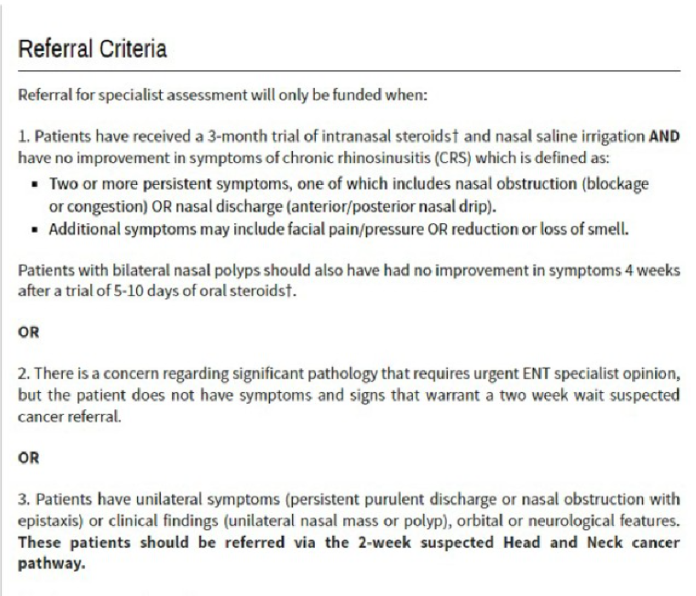 Referral Criteria
Referral for specialist assessment will only be funded when:
1. Patients have received a 3-month trial of intranasal steroids† and nasal saline irrigation AND
have no improvement in symptoms of chronic rhinosinusitis (CRS) which is defined as:
▪ Two or more persistent symptoms, one of which includes nasal obstruction (blockage
or congestion) OR nasal discharge (anterior/posterior nasal drip).
▪ Additional symptoms may include facial pain/pressure OR reduction or loss of smell.
Patients with bilateral nasal polyps should also have had no improvement in symptoms 4 weeks
after a trial of 5-10 days of oral steroids†.
OR
2. There is a concern regarding significant pathology that requires urgent ENT specialist opinion,
but the patient does not have symptoms and signs that warrant a two week wait suspected
cancer referral.
OR
3. Patients have unilateral symptoms (persistent purulent discharge or nasal obstruction with
epistaxis) or clinical findings (unilateral nasal mass or polyp), orbital or neurological features.
These patients should be referred via the 2-week suspected Head and Neck cancer
pathway.